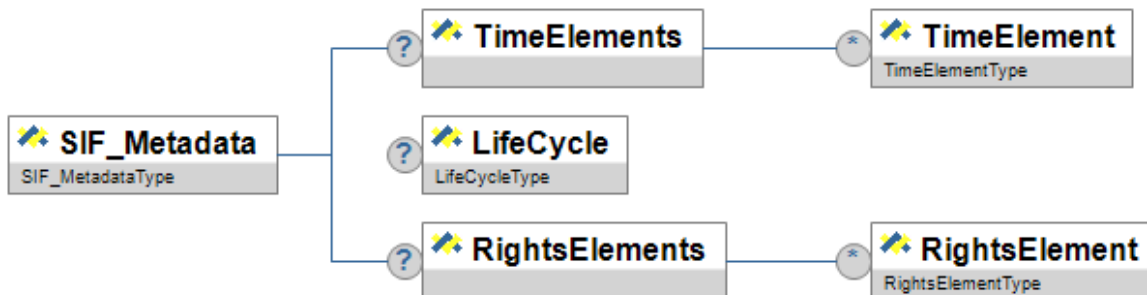 ? TimeElements
* TimeElement
TimeElementType
SIF_Metadata
SIF_MetadataType
? LifeCycle
LifeCycleType
? RightsElements
* RightsElement
RightsElementType